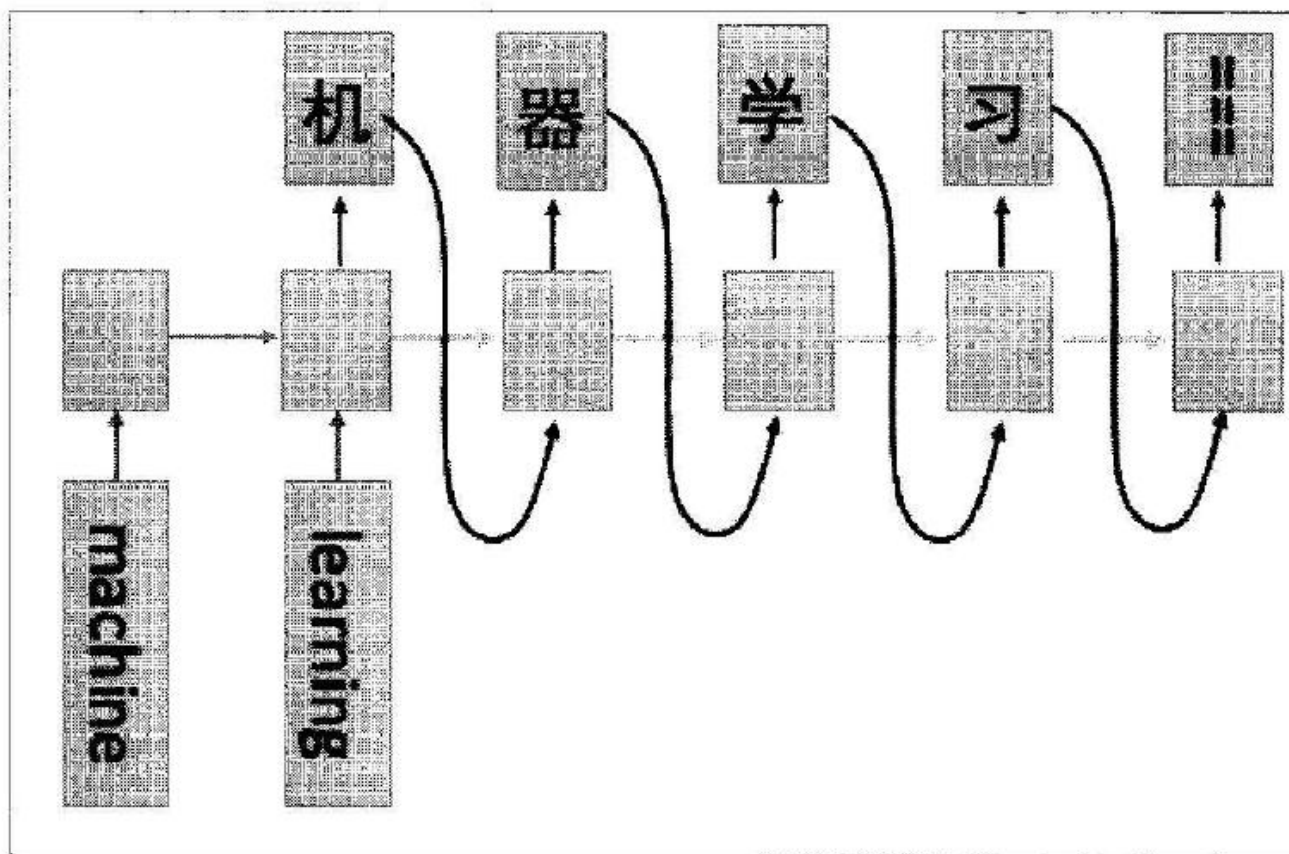 机 器 学 习 ===
machine
learning